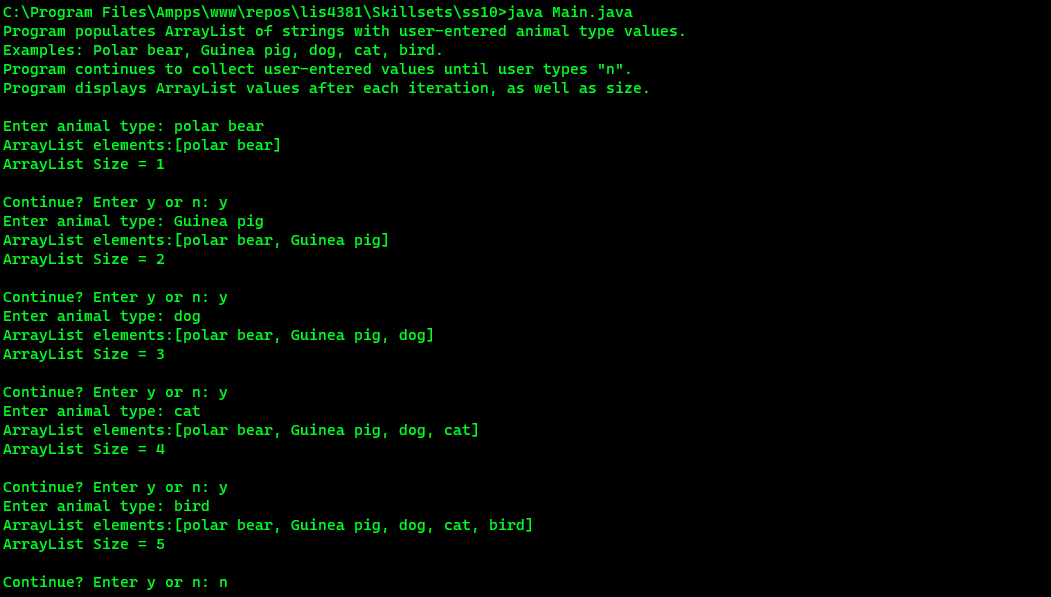 C:\Program Files\Ampps\www\repos\lis4381\Skillsets\ss10>java Main.java
Program populates ArrayList of strings with user-entered animal type values.
Examples: Polar bear, Guinea pig, dog, cat, bird.
Program continues to collect user-entered values until user types "n".
Program displays ArrayList values after each iteration, as well as size.
Enter animal type: polar bear
ArrayList elements:[polar bear]
ArrayList Size = 1
Continue? Enter y or n: y
Enter animal type: Guinea pig
ArrayList elements:[polar bear, Guinea pig]
ArrayList Size = 2
Continue? Enter y or n: y
Enter animal type: dog
ArrayList elements:[polar bear, Guinea pig, dog]
ArrayList Size = 3
Continue? Enter y or n: y
Enter animal type: cat
ArrayList elements:[polar bear, Guinea pig, dog, cat]
ArrayList Size = 4
Continue? Enter y or n: y
Enter animal type: bird
ArrayList elements:[polar bear, Guinea pig, dog, cat, bird]
ArrayList Size = 5
Continue? Enter y or n: n